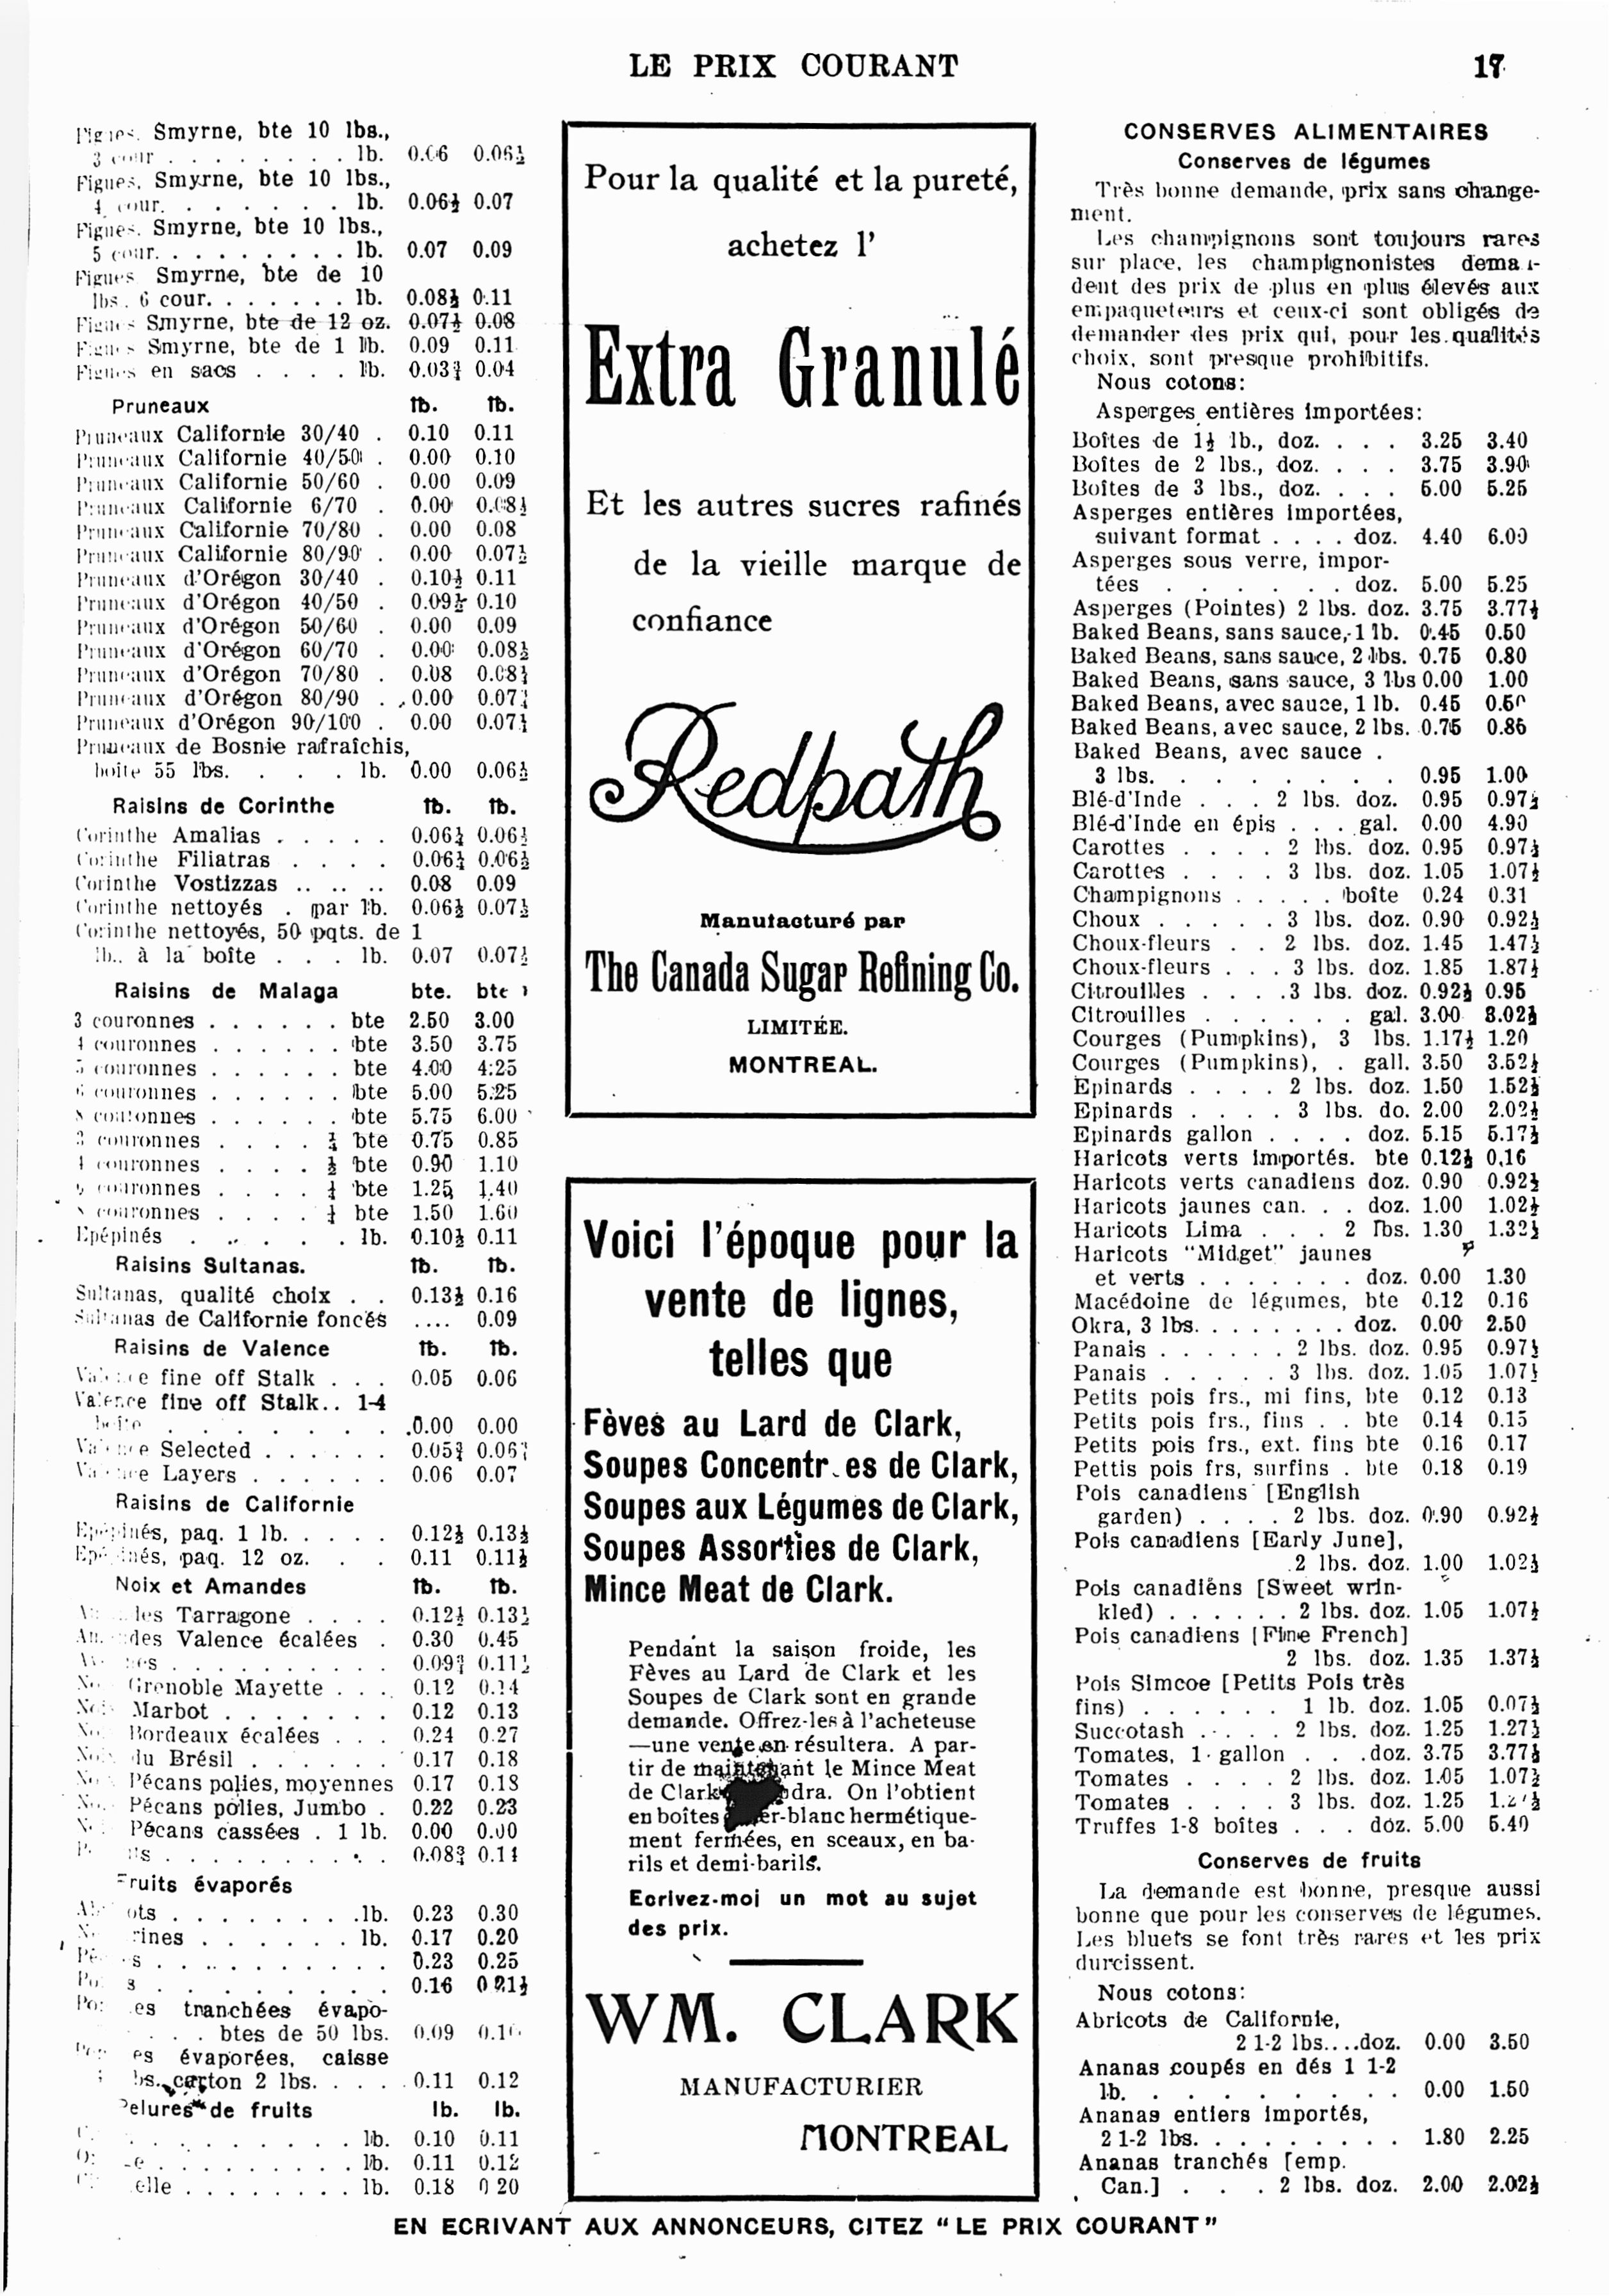 LE PRIX COURANT 17
Figues, Smyrne, bte 10 lbs.,
3 cour . . . . . . . . lb. 0.06 0.06½
Figues, Smyrne, bte 10 lbs.,
4 cour. . . . . . . lb. 0.06½ 0.07
Figues, Smyrne, bte 10 lbs.,
5 cour. . . . . . . . lb. 0.07 0.09
Figues Smyrne, bte de 10
lbs. 6 cour. . . . . . . lb. 0.08½ 0.11
Figues Smyrne, bte de 12 oz. 0.07½ 0.08
Figues Smyrne, bte de 1 lb. 0.09 0.11
Figues en sacs . . . . lb. 0.03¾ 0.04
Pruneaux lb. lb.
Pruneaux Californie 30/40 . 0.10 0.11
Pruneaux Californie 40/50 . 0.00 0.10
Pruneaux Californie 50/60 . 0.00 0.09
Pruneaux Californie 6/70 . 0.00 0.08½
Pruneaux Californie 70/80 . 0.00 0.08
Pruneaux Californie 80/90 . 0.00 0.07½
Pruneaux d'Orégon 30/40 . 0.10½ 0.11
Pruneaux d'Orégon 40/50 . 0.09½ 0.10
Pruneaux d'Orégon 50/60 . 0.00 0.09
Pruneaux d'Orégon 60/70 . 0.00 0.08½
Pruneaux d'Orégon 70/80 . 0.08
Pruneaux d'Orégon 80/90 . . 0.00
Pruneaux d'Orégon 90/100 . 0.00
Pruneaux de Bosnie rafraîchis,
boîte 55 lbs. . . . lb. 0.00 0.06½
Raisins de Corinthe lb. lb.
Corinthe Amalias . . . . .
Corinthe Filiatras . . . .
Corinthe Vostizzas .. .. .. 0.08 0.09
Corinthe nettoyés . par lb. 0.06½ 0.07½
Corinthe nettoyés, 50 pqts. de 1
lb., à la boîte . . . lb. 0.07 0.07½
Raisins de Malaga bte. bte
3 couronnes . . . . . . bte 2.50 3.00
4 couronnes . . . . . . bte 3.50 3.75
5 couronnes . . . . . . bte 4.00 4:25
6 couronnes . . . . . . bte 5.00 5:25
8 couronnes . . . . . . bte 5.75 6.00
3 couronnes . . . . bte 0.75 0.85
4 couronnes . . . . bte 0.90 1.10
couronnes . . . . bte 1.25 1.40
couronnes . . . . bte 1.50 1.60
Epépinés . . . . . lb. 0.10½ 0.11
Raisins Sultanas. lb. lb.
Sultanas, qualité choix . . 0.13½ 0.16
Sultanas de Californie foncés .... 0.09
Raisins de Valence lb. lb.
Valence fine off Stalk . . . 0.05 0.06
Valence fine off Stalk.. 1-4
boîte . . . . . . . . . 0.00 0.00
Valence Selected . . . . . . 0.05¾
Valence Layers . . . . . . 0.06 0.07
Raisins de Californie
Epépinés, paq. 1 lb. . . . . 0.12½ 0.13½
Epépinés, paq. 12 oz. . . . 0.11 0.11½
Noix et Amandes lb. lb.
les Tarragone . . . . 0.12½ 0.13½
des Valence écalées . 0.30 0.45
es . . . . . . . . . . 0.09¾ 0.11½
Grenoble Mayette . . . 0.12 0.14
Marbot . . . . . . . 0.12 0.13
Bordeaux écalées . . . 0.24 0.27
du Brésil . . . . . . 0.17 0.18
Pécans polies, moyennes 0.17 0.18
Pécans polies, Jumbo . 0.22 0.23
Pécans cassées . 1 lb. 0.00 0.00
0.08¾ 0.11
Fruits évaporés
ots . . . . . . . .lb. 0.23 0.30
rines . . . . . . lb. 0.17 0.20
s . . . . . . . . . 0.23 0.25
s . . . . . . . . . 0.16 0 21½
es tranchées évapo-
. . . btes de 50 lbs. 0.09
es évaporées, caisse
carton 2 lbs. . . . . 0.11 0.12
Pelures de fruits lb. lb.
. . . . . . . . . lb. 0.10 0.11
e . . . . . . . . . lb. 0.11 0.12
elle . . . . . . . . lb. 0.18 0 20
Pour la qualité et la pureté,
achetez l'
Extra Granulé
Et les autres sucres rafinés
de la vieille marque de
confiance
Redpath
Manufacturé par
The Canada Sugar Refining Co.
LIMITÉE.
MONTREAL.
Voici l'époque pour la
vente de lignes,
telles que
Fèves au Lard de Clark,
Soupes Concentr es de Clark,
Soupes aux Légumes de Clark,
Soupes Assorties de Clark,
Mince Meat de Clark.
Pendant la saison froide, les
Fèves au Lard de Clark et les
Soupes de Clark sont en grande
demande. Offrez-les à l'acheteuse
—une vente en résultera. A par-
tir de maintenant le Mince Meat
de Clark dra. On l'obtient
en boîtes er-blanc hermétique-
ment fermées, en sceaux, en ba-
rils et demi-barils.
Ecrivez-moi un mot au sujet
des prix.
WM. CLARK
MANUFACTURIER
MONTREAL
CONSERVES ALIMENTAIRES
Conserves de légumes
Très bonne demande, prix sans change-
ment.
Les champignons sont toujours rares
sur place, les champignonistes deman-
dent des prix de plus en plus élevés aux
empaqueteurs et ceux-ci sont obligés de
demander des prix qui, pour les qualités
choix, sont presque prohibitifs.
Nous cotons:
Asperges entières importées:
Boîtes de 1½ lb., doz. . . . 3.25 3.40
Boîtes de 2 lbs., doz. . . . 3.75 3.90
Boîtes de 3 lbs., doz. . . . 5.00 5.25
Asperges entières importées,
suivant format . . . . doz. 4.40 6.00
Asperges sous verre, impor-
tées . . . . . . doz. 5.00 5.25
Asperges (Pointes) 2 lbs. doz. 3.75 3.77½
Baked Beans, sans sauce, 1 lb. 0.45 0.50
Baked Beans, sans sauce, 2 lbs. 0.75 0.80
Baked Beans, sans sauce, 3 lbs 0.00 1.00
Baked Beans, avec sauce, 1 lb. 0.45
Baked Beans, avec sauce, 2 lbs. 0.75 0.85
Baked Beans, avec sauce .
3 lbs. . . . . . . . . 0.95 1.00
Blé-d'Inde . . . 2 lbs. doz. 0.95 0.97½
Blé-d'Inde en épis . . . gal. 0.00 4.90
Carottes . . . . 2 lbs. doz. 0.95 0.97½
Carottes . . . . 3 lbs. doz. 1.05 1.07½
Champignons . . . . . boîte 0.24 0.31
Choux . . . . . 3 lbs. doz. 0.90 0.92½
Choux-fleurs . . 2 lbs. doz. 1.45 1.47½
Choux-fleurs . . . 3 lbs. doz. 1.85 1.87½
Citrouilles . . . .3 lbs. doz. 0.92½ 0.95
Citrouilles . . . . . . gal. 3.00 3.02½
Courges (Pumpkins), 3 lbs. 1.17½ 1.20
Courges (Pumpkins), . gall. 3.50 3.52½
Epinards . . . . 2 lbs. doz. 1.50 1.52½
Epinards . . . . 3 lbs. do. 2.00 2.02½
Epinards gallon . . . . doz. 5.15 5.17½
Haricots verts importés. bte 0.12½ 0.16
Haricots verts canadiens doz. 0.90 0.92½
Haricots jaunes can. . . doz. 1.00 1.02½
Haricots Lima . . . 2 lbs. 1.30 1.32½
Haricots "Midget" jaunes
et verts . . . . . . . doz. 0.00 1.30
Macédoine de légumes, bte 0.12 0.16
Okra, 3 lbs. . . . . . . . doz. 0.00 2.50
Panais . . . . . . 2 lbs. doz. 0.95 0.97½
Panais . . . . . 3 lbs. doz. 1.05 1.07½
Petits pois frs., mi fins, bte 0.12 0.13
Petits pois frs., fins . . bte 0.14 0.15
Petits pois frs., ext. fins bte 0.16 0.17
Pettis pois frs, surfins . bte 0.18 0.19
Pois canadiens [English
garden) . . . . 2 lbs. doz. 0.90 0.92½
Pois canadiens [Early June],
2 lbs. doz. 1.00 1.02½
Pois canadiens [Sweet wrin-
kled) . . . . . . 2 lbs. doz. 1.05 1.07½
Pois canadiens [Fine French]
2 lbs. doz. 1.35 1.37½
Pois Simcoe [Petits Pois très
fins) . . . . . . 1 lb. doz. 1.05 0.07½
Succotash . . . . 2 lbs. doz. 1.25 1.27½
Tomates, 1 gallon . . .doz. 3.75 3.77½
Tomates . . . . 2 lbs. doz. 1.05 1.07½
Tomates . . . . 3 lbs. doz. 1.25
Truffes 1-8 boîtes . . . doz. 5.00 5.40
Conserves de fruits
La demande est bonne, presque aussi
bonne que pour les conserves de légumes.
Les bluets se font très rares et les prix
durcissent.
Nous cotons:
Abricots de Californie,
2 1-2 lbs....doz. 0.00 3.50
Ananas coupés en dés 1 1-2
lb. . . . . . . . . . 0.00 1.50
Ananas entiers importés,
2 1-2 lbs. . . . . . . . . 1.80 2.25
Ananas tranchés [emp.
Can.] . . . 2 lbs. doz. 2.00 2.02½
EN ECRIVANT AUX ANNONCEURS, CITEZ "LE PRIX COURANT"